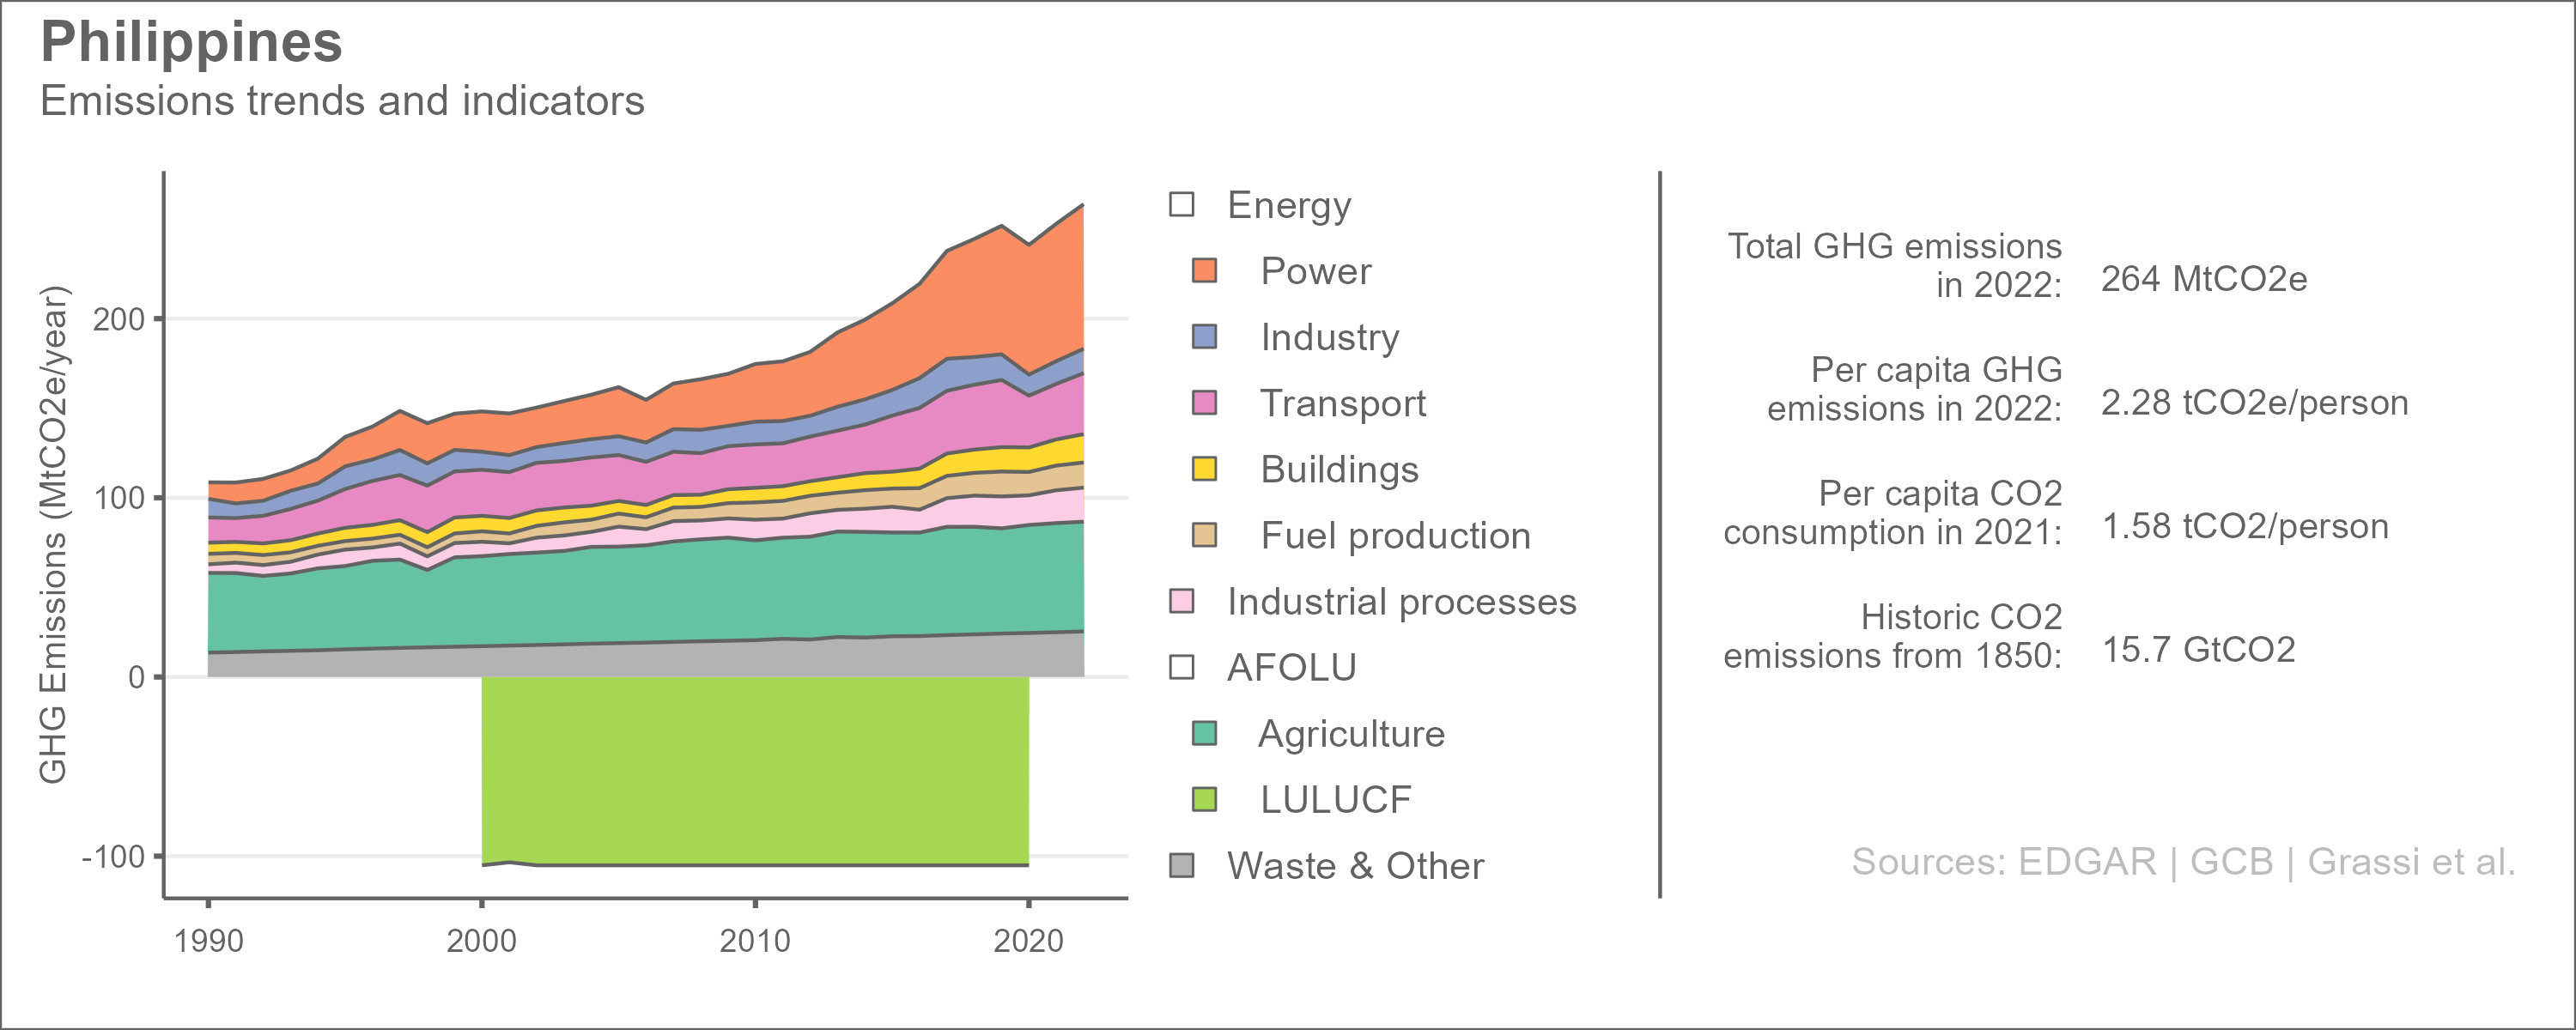 Philippines
Emissions trends and indicators
GHG Emissions (MtCO2e/year)
200
100
0
-100
1990
2000
2010
2020
Energy
Power
Industry
Transport
Buildings
Fuel production
Industrial processes
AFOLU
Agriculture
LULUCF
Waste & Other
Total GHG emissions
in 2022:
264 MtCO2e
Per capita GHG
emissions in 2022:
2.28 tCO2e/person
Per capita CO2
consumption in 2021:
1.58 tCO2/person
Historic CO2
emissions from 1850:
15.7 GtCO2
Sources: EDGAR | GCB | Grassi et al.